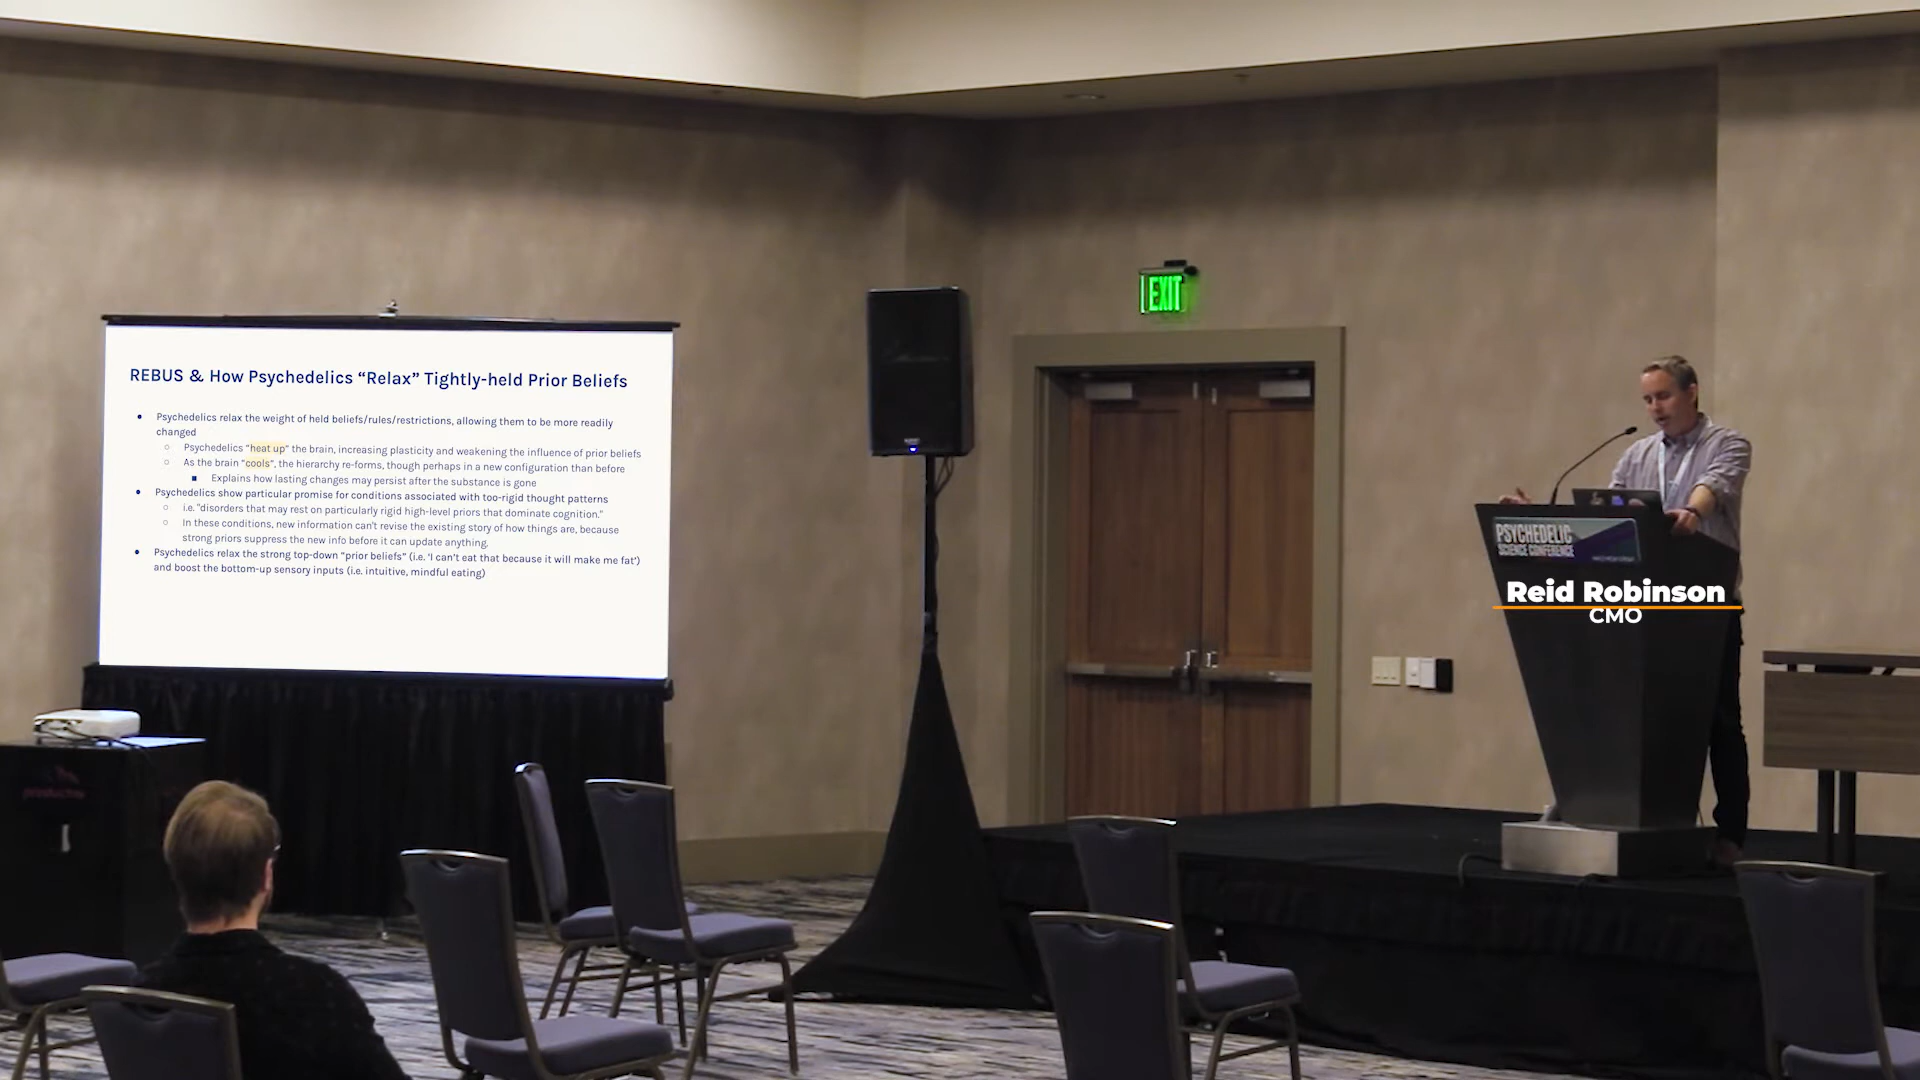 REBUS & How Psychedelics “Relax” Tightly-held Prior Beliefs
Psychedelics relax the weight of held beliefs/rules/restrictions, allowing them to be more readily
changed
Psychedelics “heat up” the brain, increasing plasticity and weakening the influence of prior beliefs
As the brain “cools”, the hierarchy re-forms, though perhaps in a new configuration than before
Explains how lasting changes may persist after the substance is gone
Psychedelics show particular promise for conditions associated with too-rigid thought patterns
i.e. "disorders that may rest on particularly rigid high-level priors that dominate cognition."
In these conditions, new information can't revise the existing story of how things are, because
strong priors suppress the new info before it can update anything.
Psychedelics relax the strong top-down “prior beliefs” (i.e. ‘I can’t eat that because it will make me fat’)
and boost the bottom-up sensory inputs (i.e. intuitive, mindful eating)
EXIT
PSYCHEDELIC
SCIENCE CONFERENCE
Reid Robinson
CMO